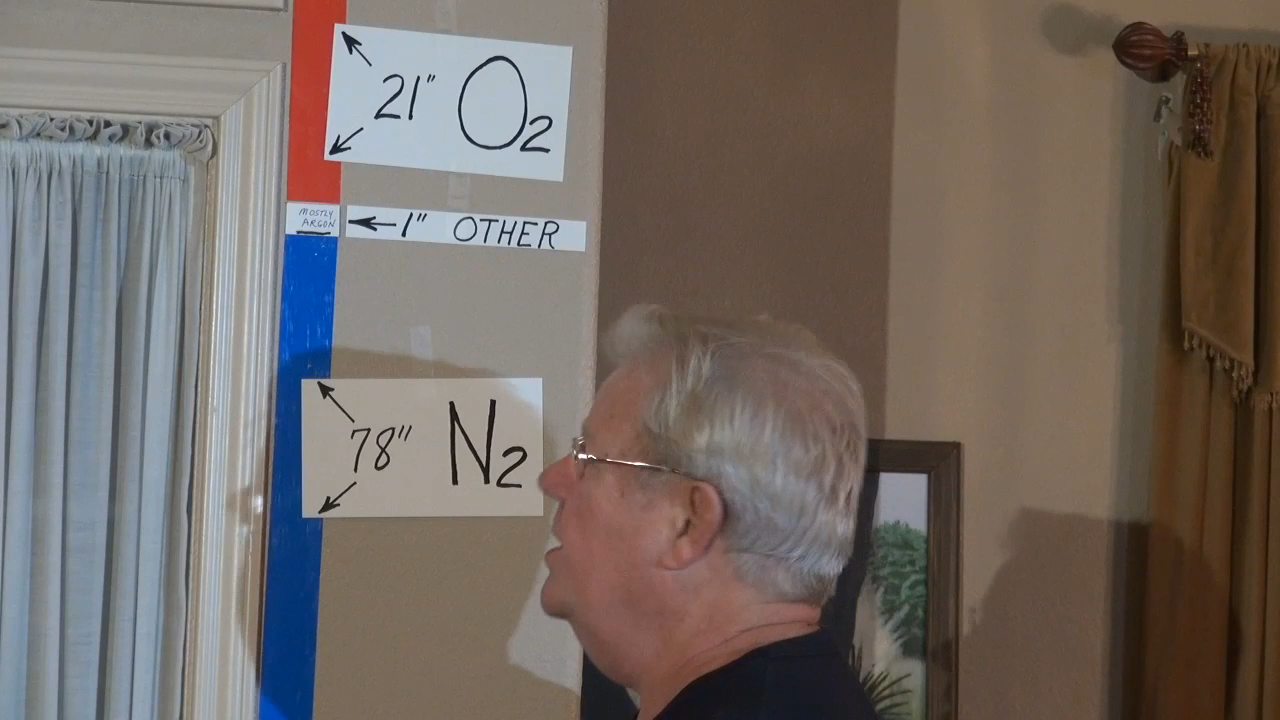 21" O₂
MOSTLY
ARGON
1" OTHER
78" N₂